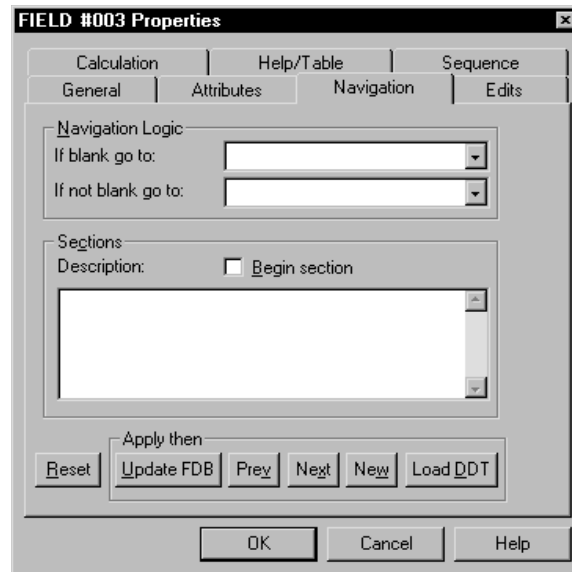 FIELD #003 Properties
Calculation Help/Table Sequence
General Attributes Navigation Edits
Navigation Logic
If blank go to:
If not blank go to:
Sections
Description: Begin section
Apply then
Reset Update FDB Prev Next New Load DDT
OK Cancel Help